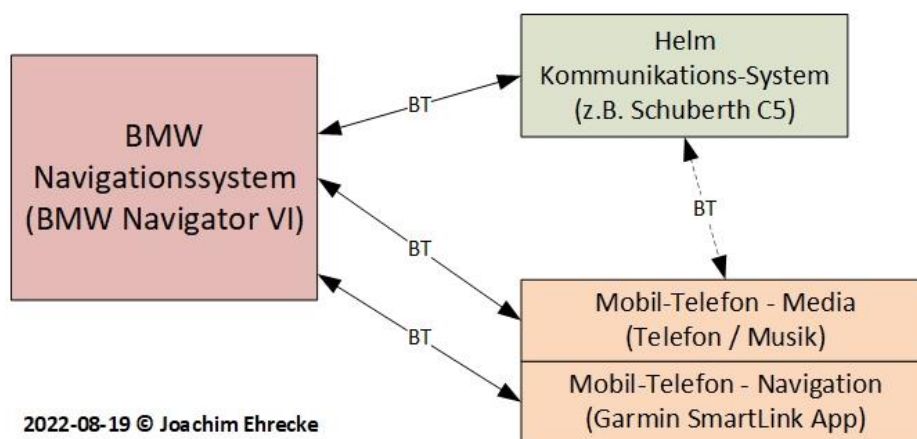 BMW
Navigationssystem
(BMW Navigator VI)
BT
Helm
Kommunikations-System
(z.B. Schuberth C5)
BT
BT
BT
Mobil-Telefon - Media
(Telefon / Musik)
Mobil-Telefon - Navigation
(Garmin SmartLink App)
2022-08-19 © Joachim Ehrecke